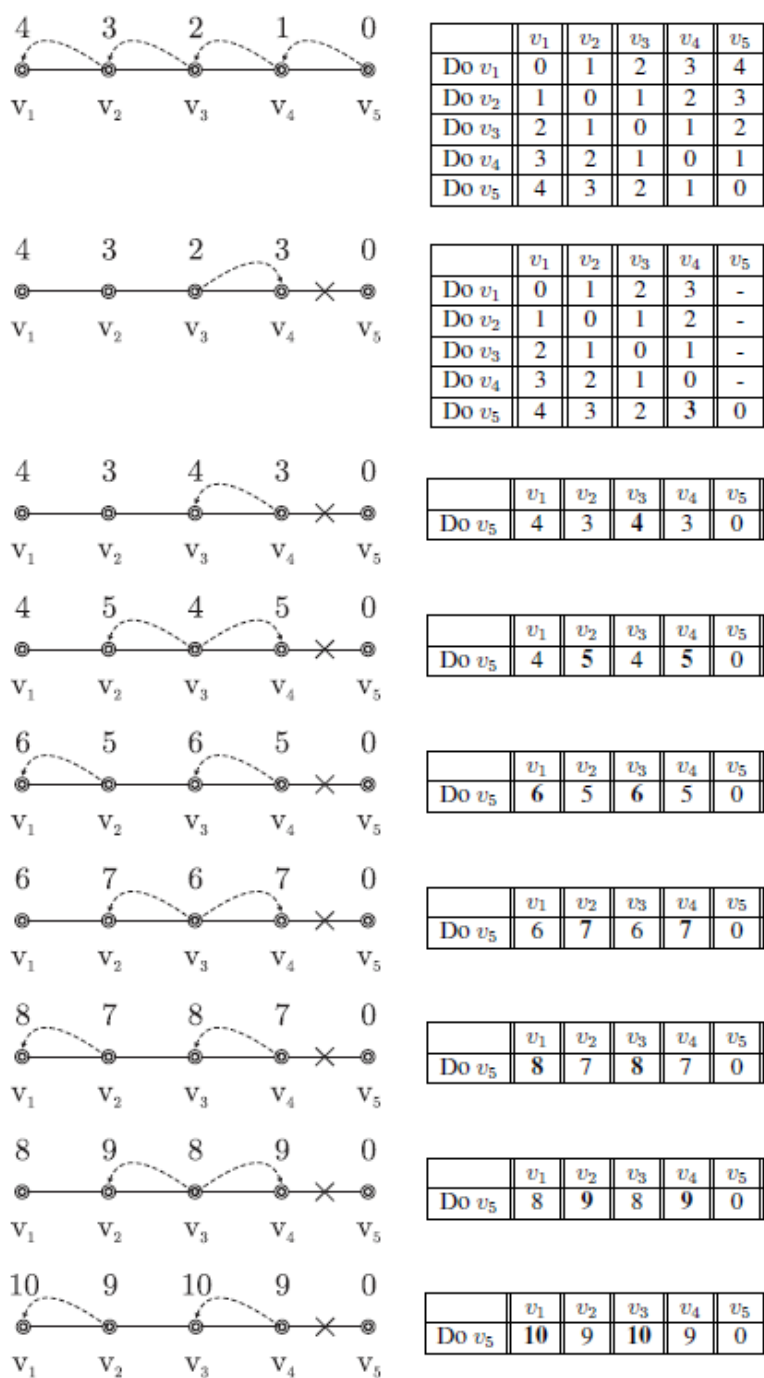 4 3 2 1 0
v₁ v₂ v₃ v₄ v₅
v₁ v₂ v₃ v₄ v₅
Do v₁ 0 1 2 3 4
Do v₂ 1 0 1 2 3
Do v₃ 2 1 0 1 2
Do v₄ 3 2 1 0 1
Do v₅ 4 3 2 1 0
4 3 2 3 0
v₁ v₂ v₃ v₄ v₅
v₁ v₂ v₃ v₄ v₅
Do v₁ 0 1 2 3 -
Do v₂ 1 0 1 2 -
Do v₃ 2 1 0 1 -
Do v₄ 3 2 1 0 -
Do v₅ 4 3 2 3 0
4 3 4 3 0
v₁ v₂ v₃ v₄ v₅
v₁ v₂ v₃ v₄ v₅
Do v₅ 4 3 4 3 0
4 5 4 5 0
v₁ v₂ v₃ v₄ v₅
v₁ v₂ v₃ v₄ v₅
Do v₅ 4 5 4 5 0
6 5 6 5 0
v₁ v₂ v₃ v₄ v₅
v₁ v₂ v₃ v₄ v₅
Do v₅ 6 5 6 5 0
6 7 6 7 0
v₁ v₂ v₃ v₄ v₅
v₁ v₂ v₃ v₄ v₅
Do v₅ 6 7 6 7 0
8 7 8 7 0
v₁ v₂ v₃ v₄ v₅
v₁ v₂ v₃ v₄ v₅
Do v₅ 8 7 8 7 0
8 9 8 9 0
v₁ v₂ v₃ v₄ v₅
v₁ v₂ v₃ v₄ v₅
Do v₅ 8 9 8 9 0
10 9 10 9 0
v₁ v₂ v₃ v₄ v₅
v₁ v₂ v₃ v₄ v₅
Do v₅ 10 9 10 9 0